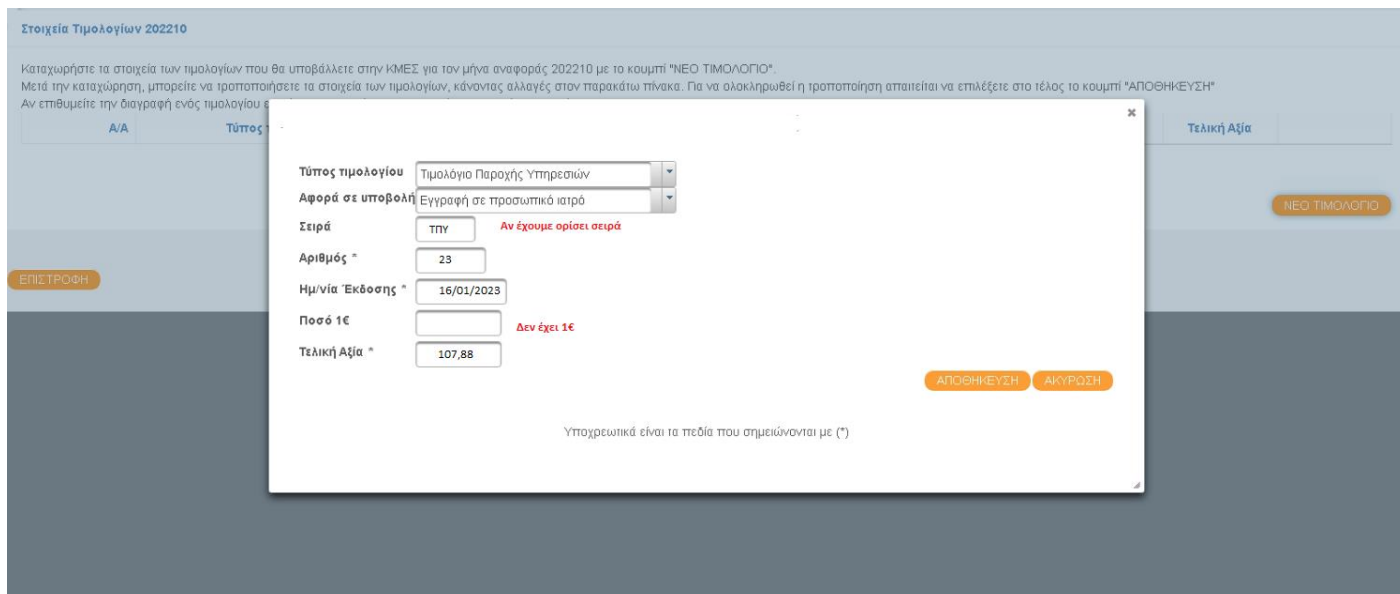 Στοιχεία Τιμολογίων 202210
Καταχωρήστε τα στοιχεία των τιμολογίων που θα υποβάλλετε στην ΚΜΕΣ για τον μήνα αναφοράς 202210 με το κουμπί "ΝΕΟ ΤΙΜΟΛΟΓΙΟ".
Μετά την καταχώρηση, μπορείτε να τροποποιήσετε τα στοιχεία των τιμολογίων, κάνοντας αλλαγές στον παρακάτω πίνακα. Για να ολοκληρωθεί η τροποποίηση απαιτείται να επιλέξετε στο τέλος το κουμπί "ΑΠΟΘΗΚΕΥΣΗ"
Αν επιθυμείτε την διαγραφή ενός τιμολογίου
Α/Α Τύπος Τελική Αξία
Τύπος τιμολογίου Τιμολόγιο Παροχής Υπηρεσιών
Αφορά σε υποβολή Εγγραφή σε προσωπικό ιατρό
ΝΕΟ ΤΙΜΟΛΟΓΙΟ
Σειρά ΤΠΥ Αν έχουμε ορίσει σειρά
Αριθμός * 23
ΕΠΙΣΤΡΟΦΗ
Ημ/νία Έκδοσης * 16/01/2023
Ποσό 1€ Δεν έχει 1€
Τελική Αξία * 107,88
ΑΠΟΘΗΚΕΥΣΗ ΑΚΥΡΩΣΗ
Υποχρεωτικά είναι τα πεδία που σημειώνονται με (*)